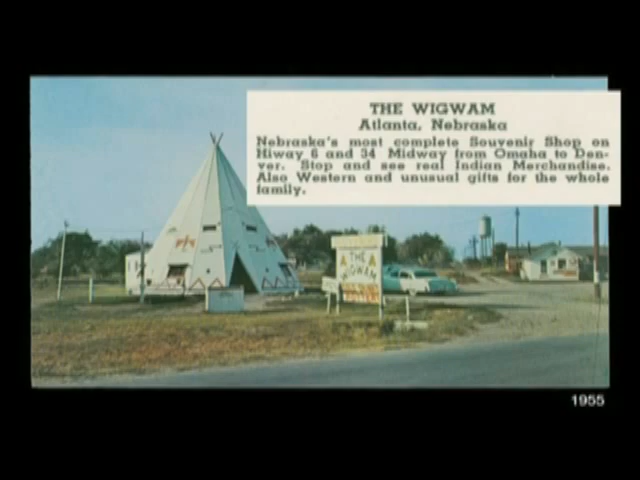 THE WIGWAM
Atlanta, Nebraska
Nebraska's most complete Souvenir Shop on
Hiway 6 and 34 Midway from Omaha to Den-
ver. Stop and see real Indian Merchandise.
Also Western and unusual gifts for the whole
family.
THE
WIGWAM
1955